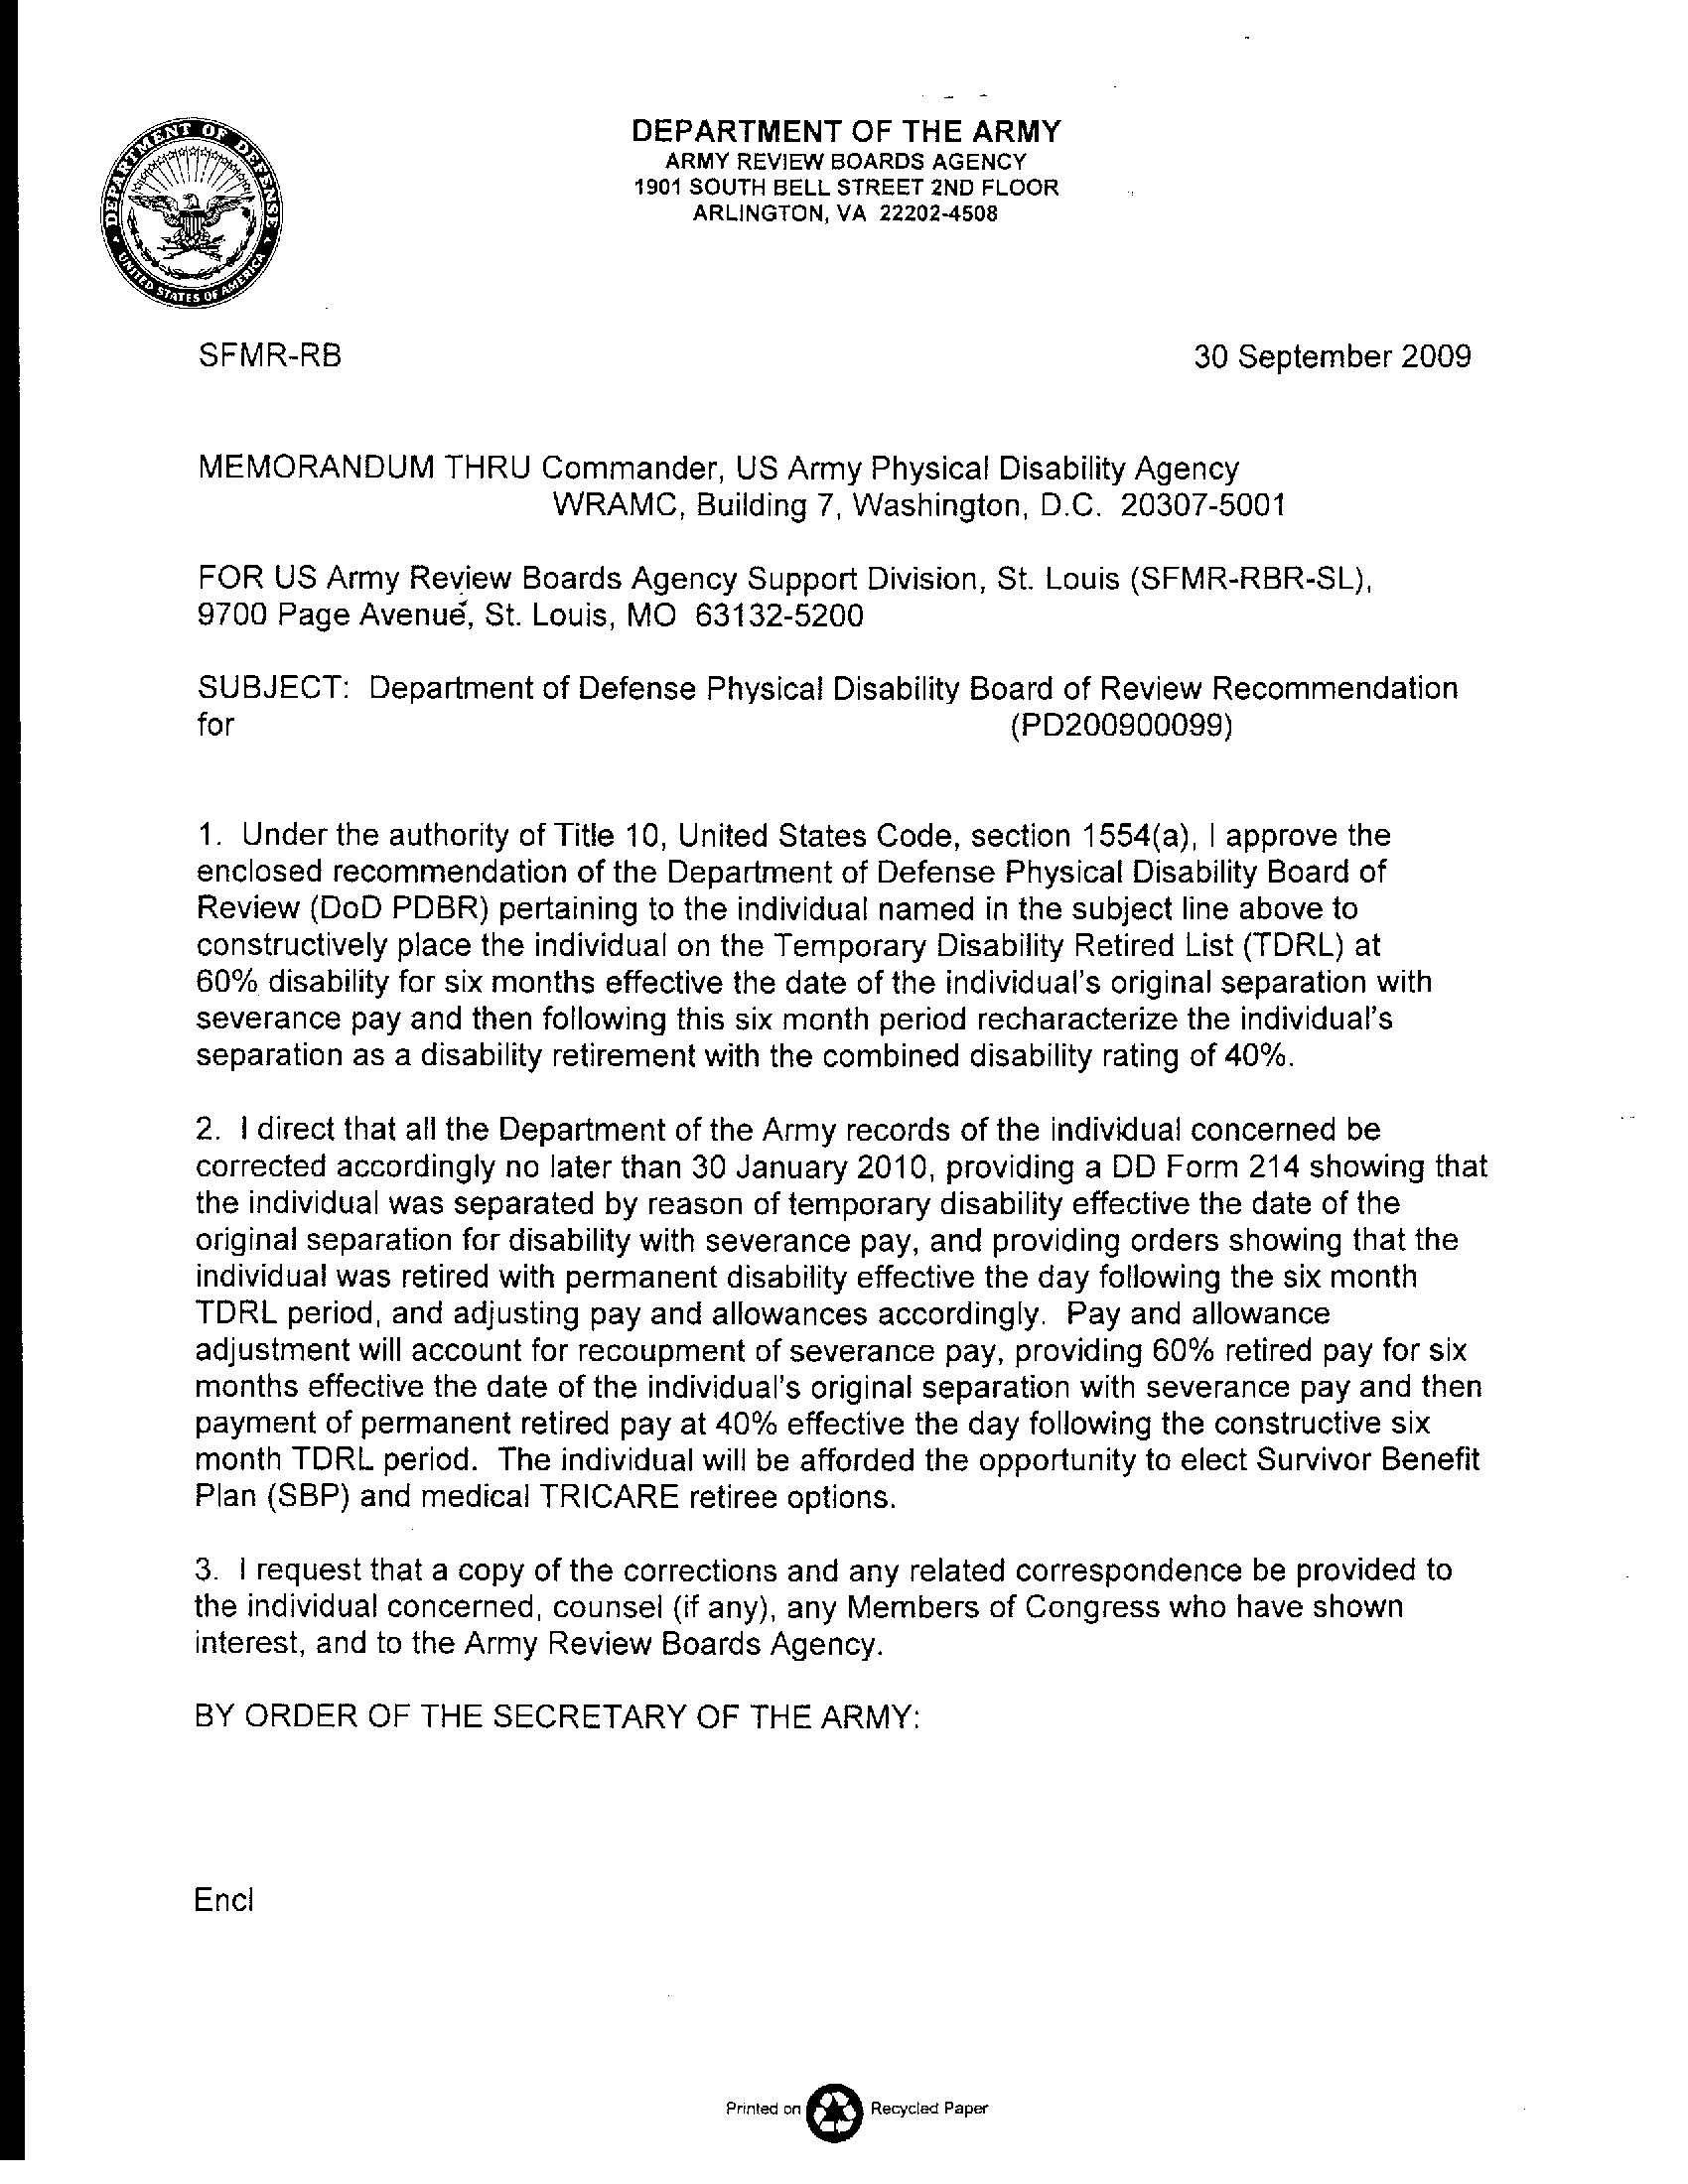 DEPARTMENT OF DEFENSE
UNITED STATES OF AMERICA
DEPARTMENT OF THE ARMY
ARMY REVIEW BOARDS AGENCY
1901 SOUTH BELL STREET 2ND FLOOR
ARLINGTON, VA 22202-4508
SFMR-RB 30 September 2009
MEMORANDUM THRU Commander, US Army Physical Disability Agency
WRAMC, Building 7, Washington, D.C. 20307-5001
FOR US Army Review Boards Agency Support Division, St. Louis (SFMR-RBR-SL),
9700 Page Avenue, St. Louis, MO 63132-5200
SUBJECT: Department of Defense Physical Disability Board of Review Recommendation
for (PD200900099)
1. Under the authority of Title 10, United States Code, section 1554(a), I approve the
enclosed recommendation of the Department of Defense Physical Disability Board of
Review (DoD PDBR) pertaining to the individual named in the subject line above to
constructively place the individual on the Temporary Disability Retired List (TDRL) at
60% disability for six months effective the date of the individual's original separation with
severance pay and then following this six month period recharacterize the individual's
separation as a disability retirement with the combined disability rating of 40%.
2. I direct that all the Department of the Army records of the individual concerned be
corrected accordingly no later than 30 January 2010, providing a DD Form 214 showing that
the individual was separated by reason of temporary disability effective the date of the
original separation for disability with severance pay, and providing orders showing that the
individual was retired with permanent disability effective the day following the six month
TDRL period, and adjusting pay and allowances accordingly. Pay and allowance
adjustment will account for recoupment of severance pay, providing 60% retired pay for six
months effective the date of the individual's original separation with severance pay and then
payment of permanent retired pay at 40% effective the day following the constructive six
month TDRL period. The individual will be afforded the opportunity to elect Survivor Benefit
Plan (SBP) and medical TRICARE retiree options.
3. I request that a copy of the corrections and any related correspondence be provided to
the individual concerned, counsel (if any), any Members of Congress who have shown
interest, and to the Army Review Boards Agency.
BY ORDER OF THE SECRETARY OF THE ARMY:
Encl
Printed on Recycled Paper